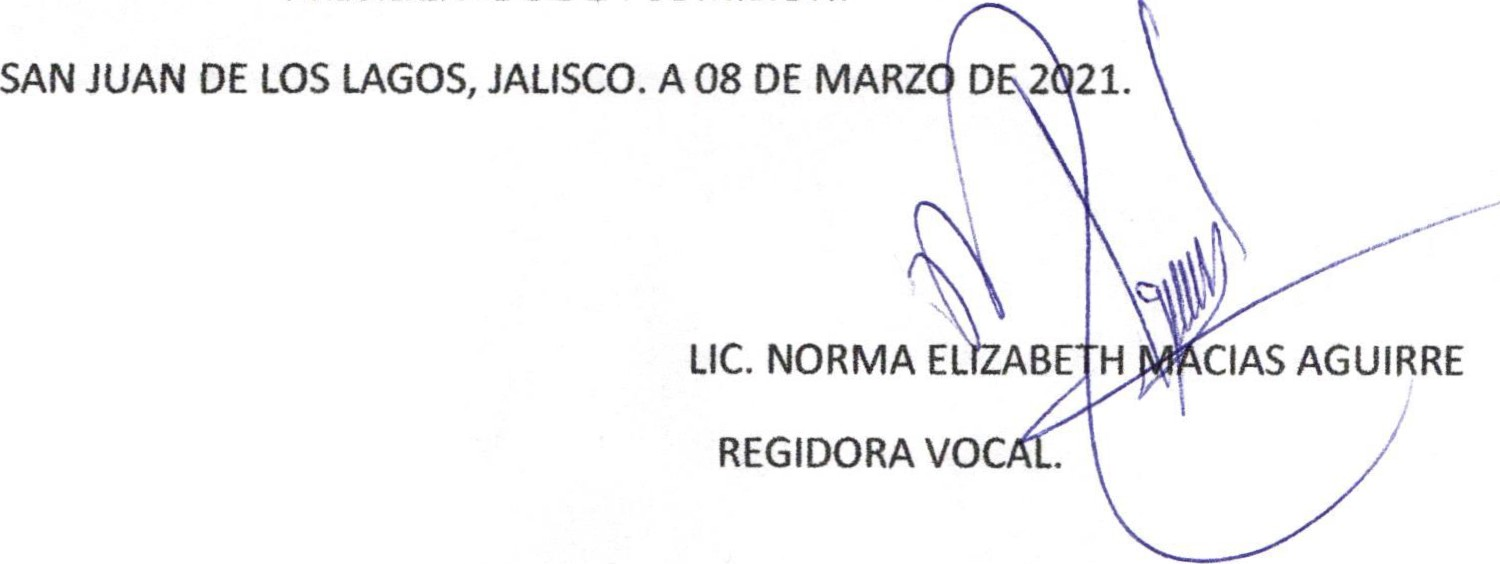 SAN JUAN DE LOS LAGOS, JALISCO. A 08 DE MARZO DE 2021.
LIC. NORMA ELIZABETH MACIAS AGUIRRE
REGIDORA VOCAL.